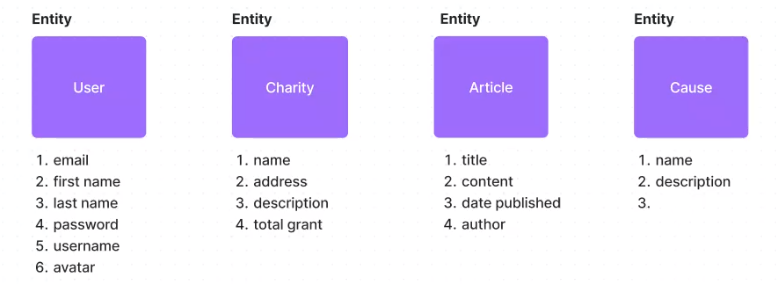 Entity
User
1. email
2. first name
3. last name
4. password
5. username
6. avatar
Entity
Charity
1. name
2. address
3. description
4. total grant
Entity
Article
1. title
2. content
3. date published
4. author
Entity
Cause
1. name
2. description
3.